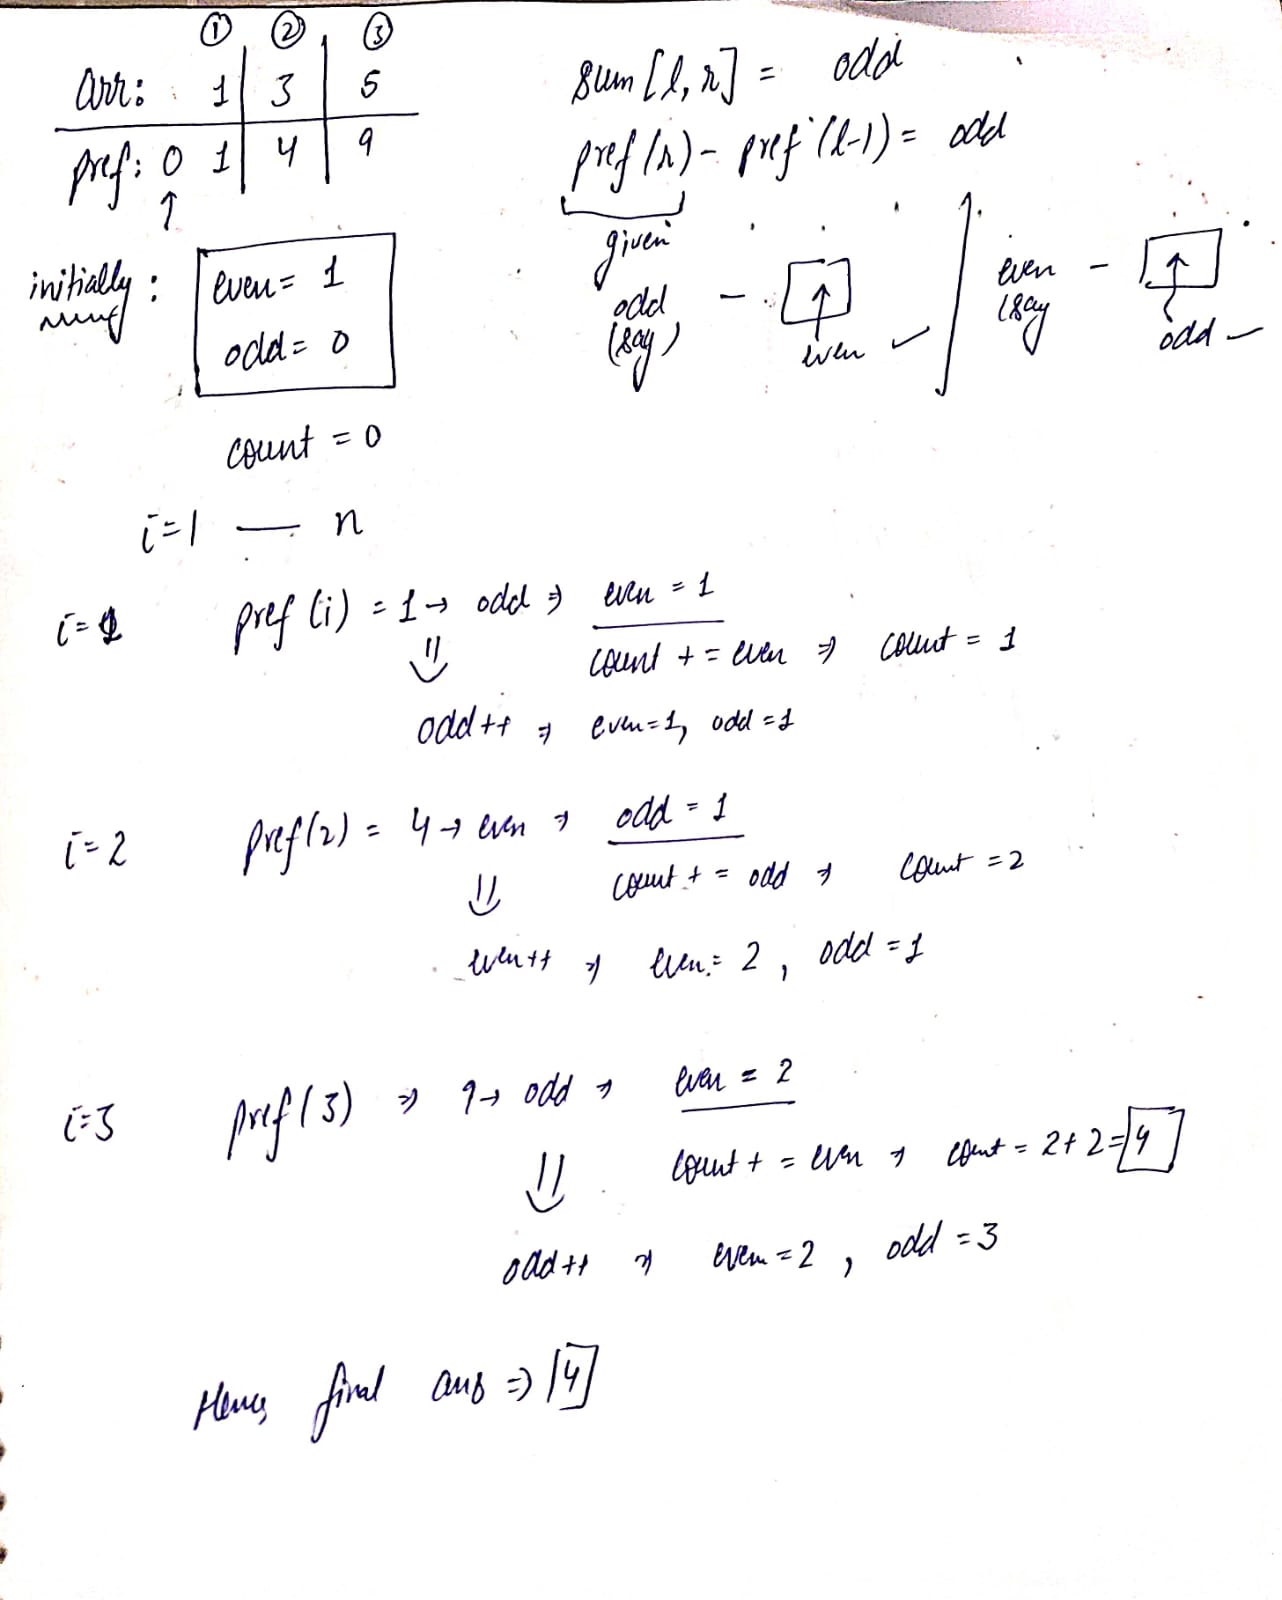 ① ② ③
arr: 1 3 5
pref: 0 1 4 9
↑
initially:
even = 1
odd = 0
count = 0
sum [l, r] = odd
pref (r) - pref (l-1) = odd
given
odd (say) - ↑ even ✓
even (say - ↑ odd
i=1 — n
i=1 pref (i) = 1 → odd ⇒ even = 1
⇓ count += even ⇒ count = 1
odd++ ⇒ even=1, odd=1
i=2 pref(2) = 4 → even ⇒ odd = 1
⇓ count += odd ⇒ count = 2
even++ ⇒ even = 2, odd = 1
i=3 pref(3) ⇒ 9 → odd ⇒ even = 2
⇓ count += even ⇒ count = 2+2=4
odd++ ⇒ even = 2, odd = 3
Hence final ans ⇒ 4